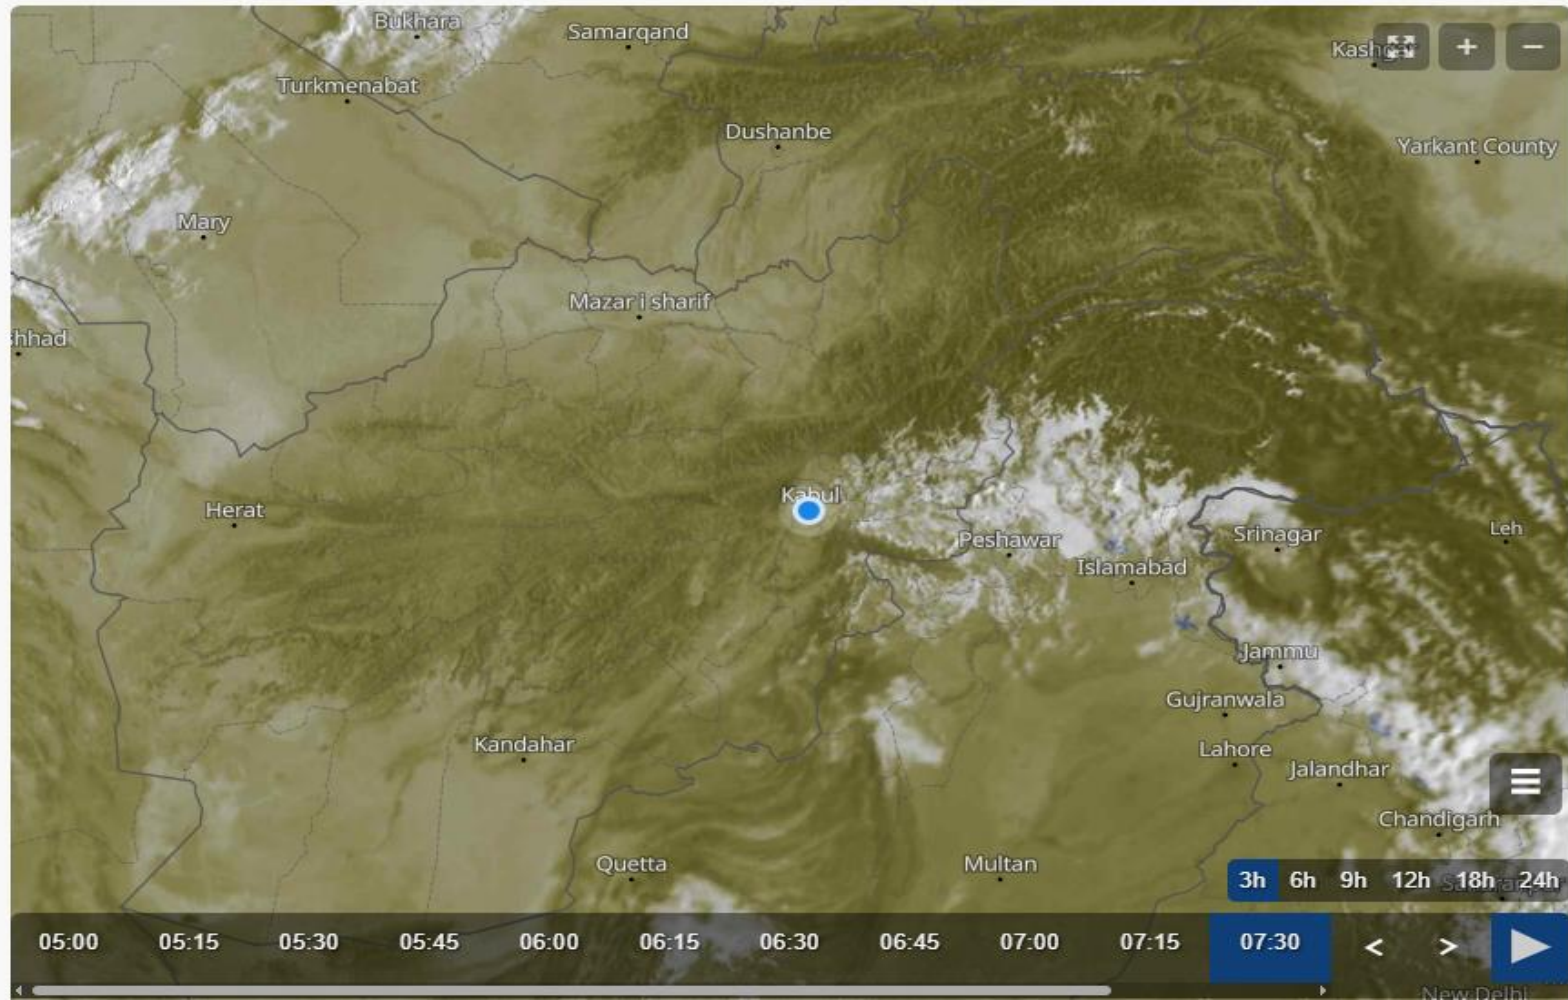 Bukhara
Samarqand
Turkmenabat
Dushanbe
Yarkant County
Mary
Mazar i sharif
hhad
Kabul
Herat
Srinagar
Leh
Peshawar
Islamabad
Jammu
Gujranwala
Kandahar
Lahore
Jalandhar
Chandigarh
Quetta
Multan
3h 6h 9h 12h 18h 24h
05:00 05:15 05:30 05:45 06:00 06:15 06:30 06:45 07:00 07:15 07:30 < >
New Delhi